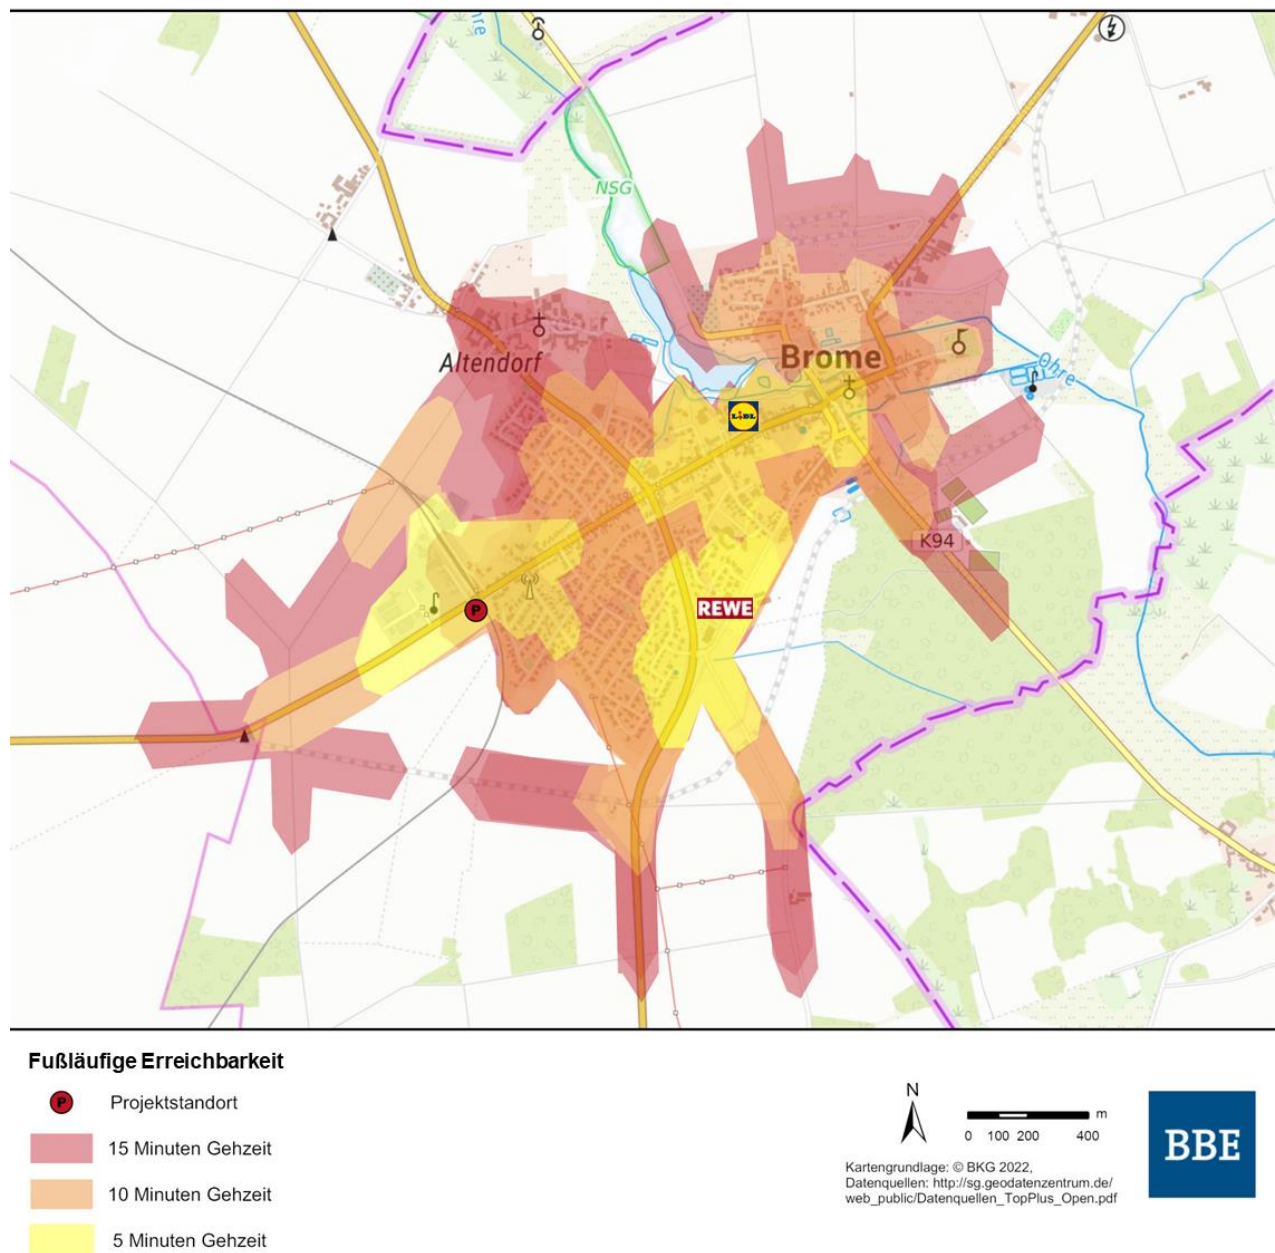 hre
NSG
Altendorf
Brome
Ohre
LiDL
K94
P
REWE
Fußläufige Erreichbarkeit
P Projektstandort
15 Minuten Gehzeit
10 Minuten Gehzeit
5 Minuten Gehzeit
N
m
0 100 200 400
Kartengrundlage: © BKG 2022,
Datenquellen: http://sg.geodatenzentrum.de/
web_public/Datenquellen_TopPlus_Open.pdf
BBE